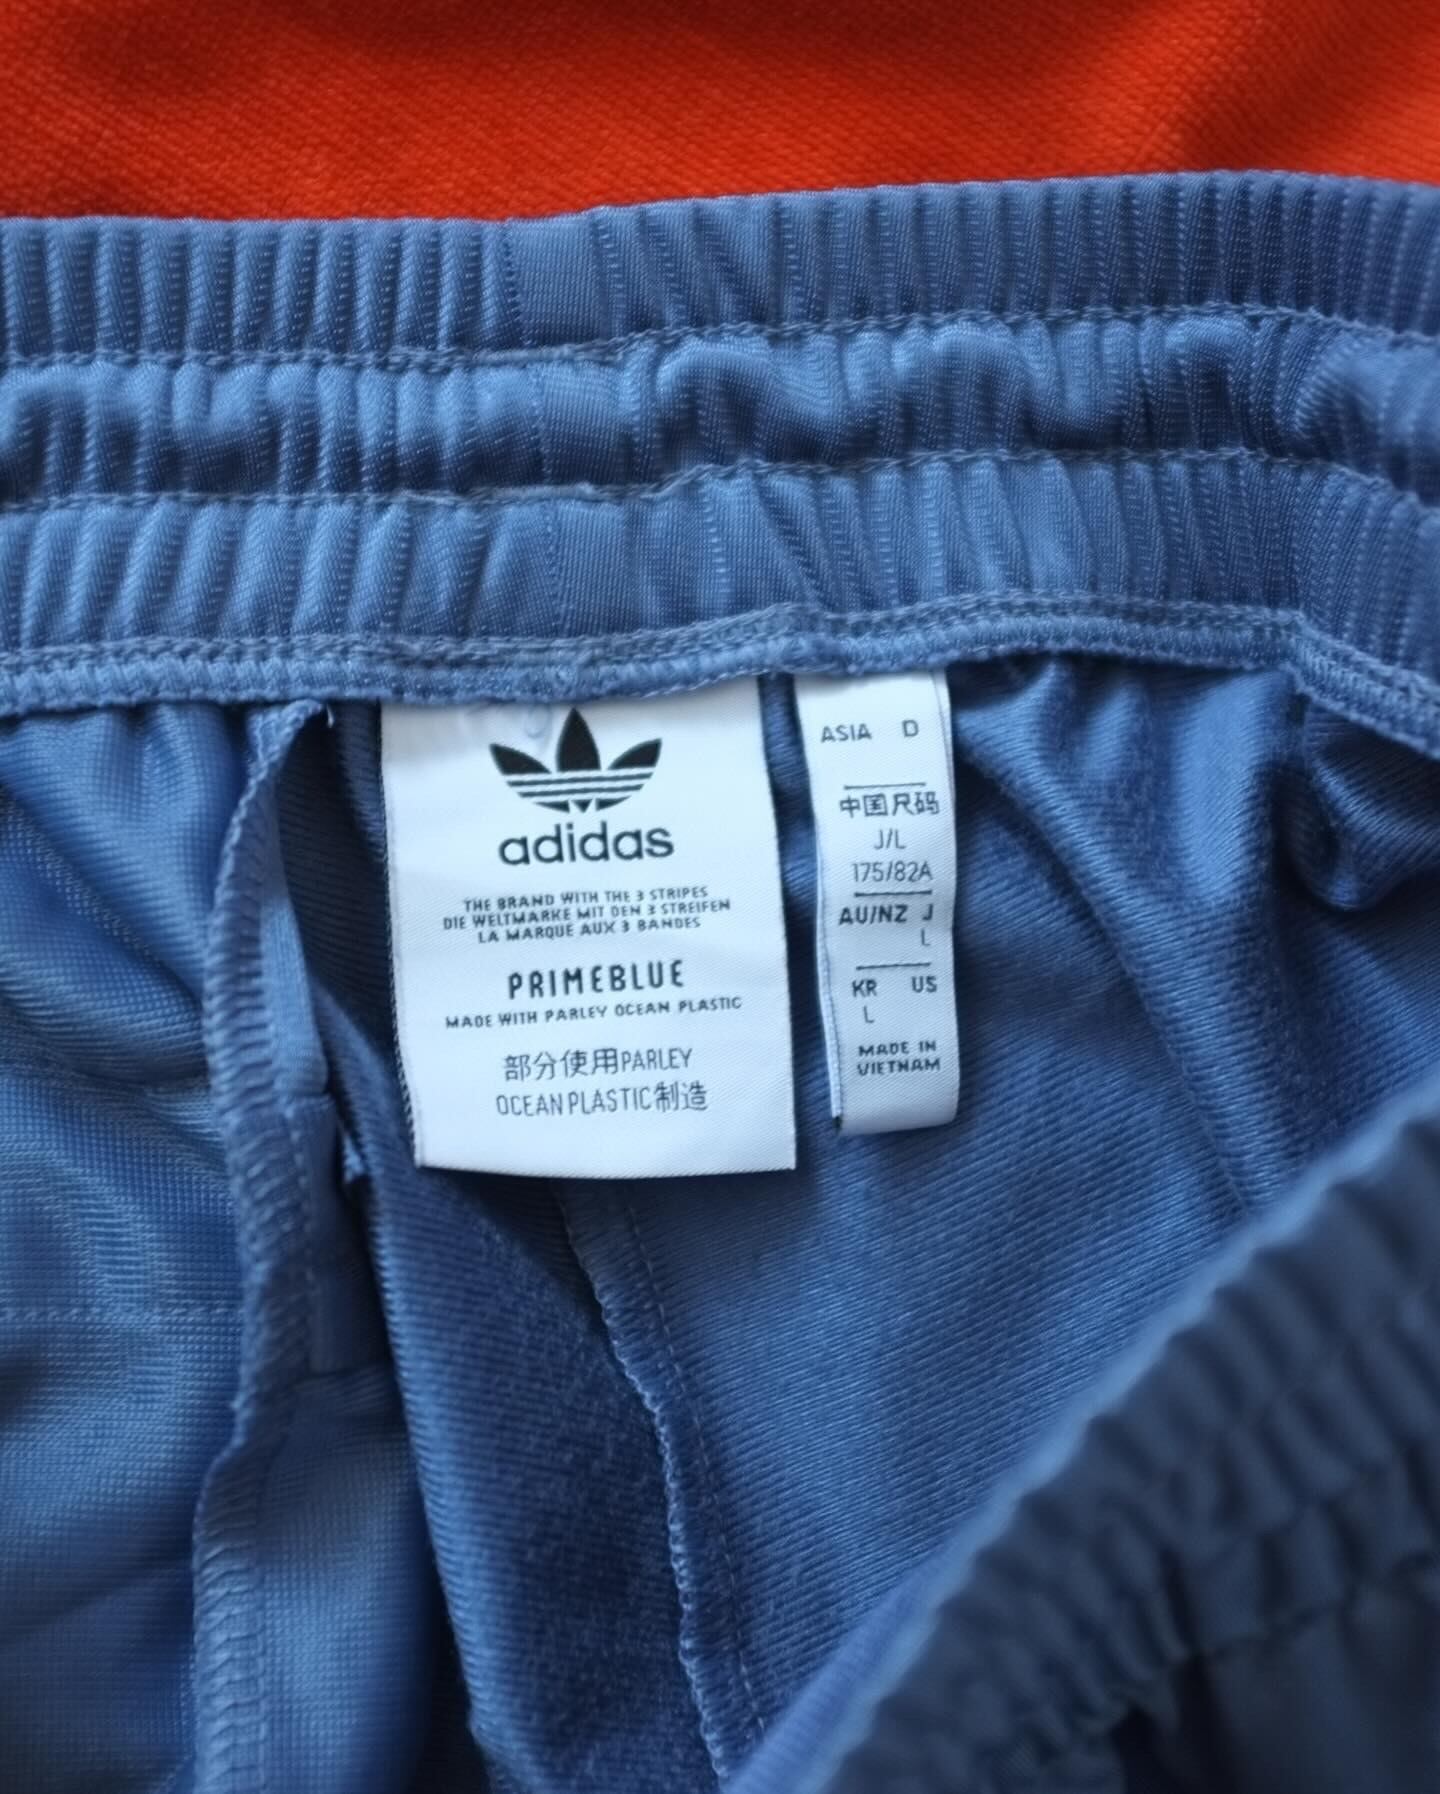 adidas
THE BRAND WITH THE 3 STRIPES
DIE WELTMARKE MIT DEN 3 STREIFEN
LA MARQUE AUX 3 BANDES
PRIMEBLUE
MADE WITH PARLEY OCEAN PLASTIC
部分使用PARLEY
OCEAN PLASTIC制造
ASIA D
中国尺码
J/L
175/82A
AU/NZ J
L
KR US
L
MADE IN
VIETNAM